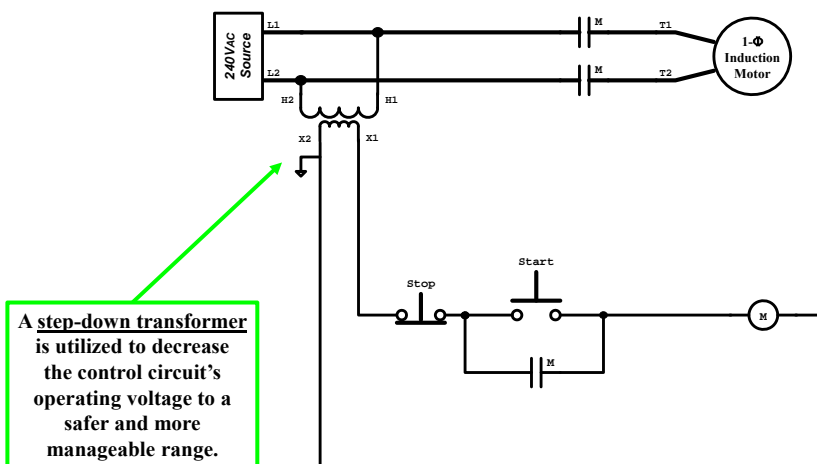 L1
M
T1
240VAC
Source
1-Φ
Induction
Motor
L2
M
T2
H2
H1
X2
X1
Start
Stop
M
M
A step-down transformer
is utilized to decrease
the control circuit's
operating voltage to a
safer and more
manageable range.